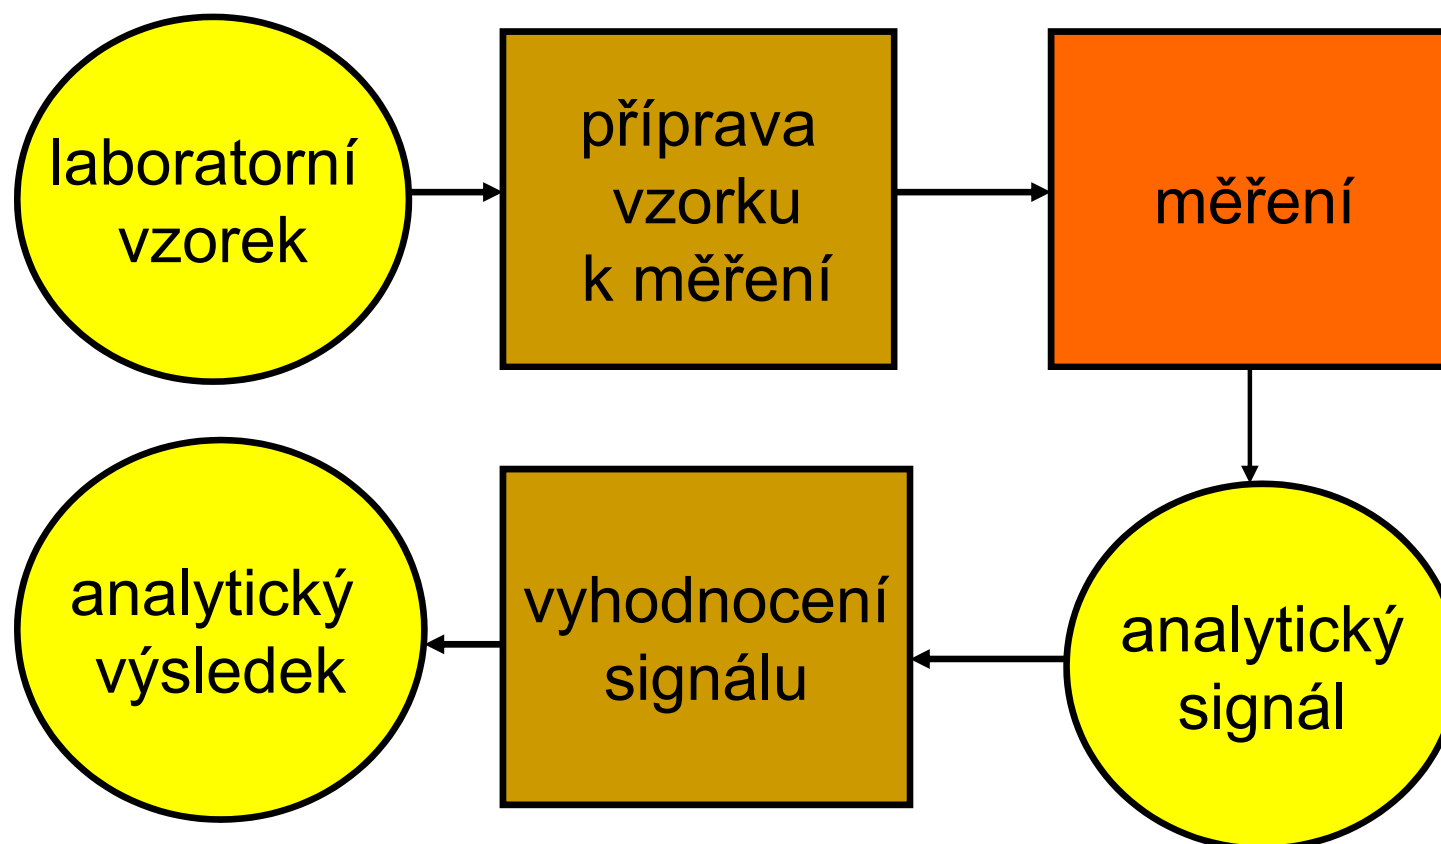 laboratorní
vzorek
příprava
vzorku
k měření
měření
analytický
signál
vyhodnocení
signálu
analytický
výsledek